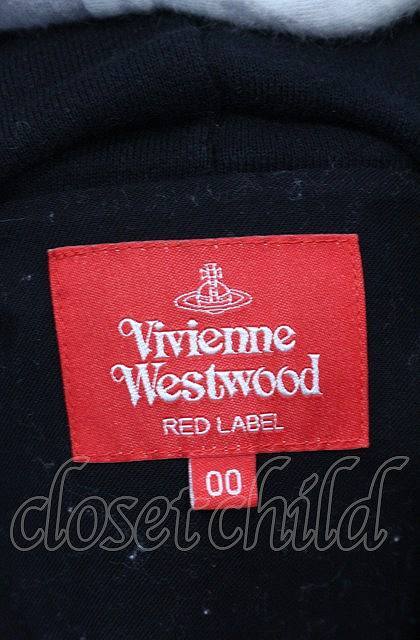 Vivienne
Westwood
RED LABEL
00
closet child